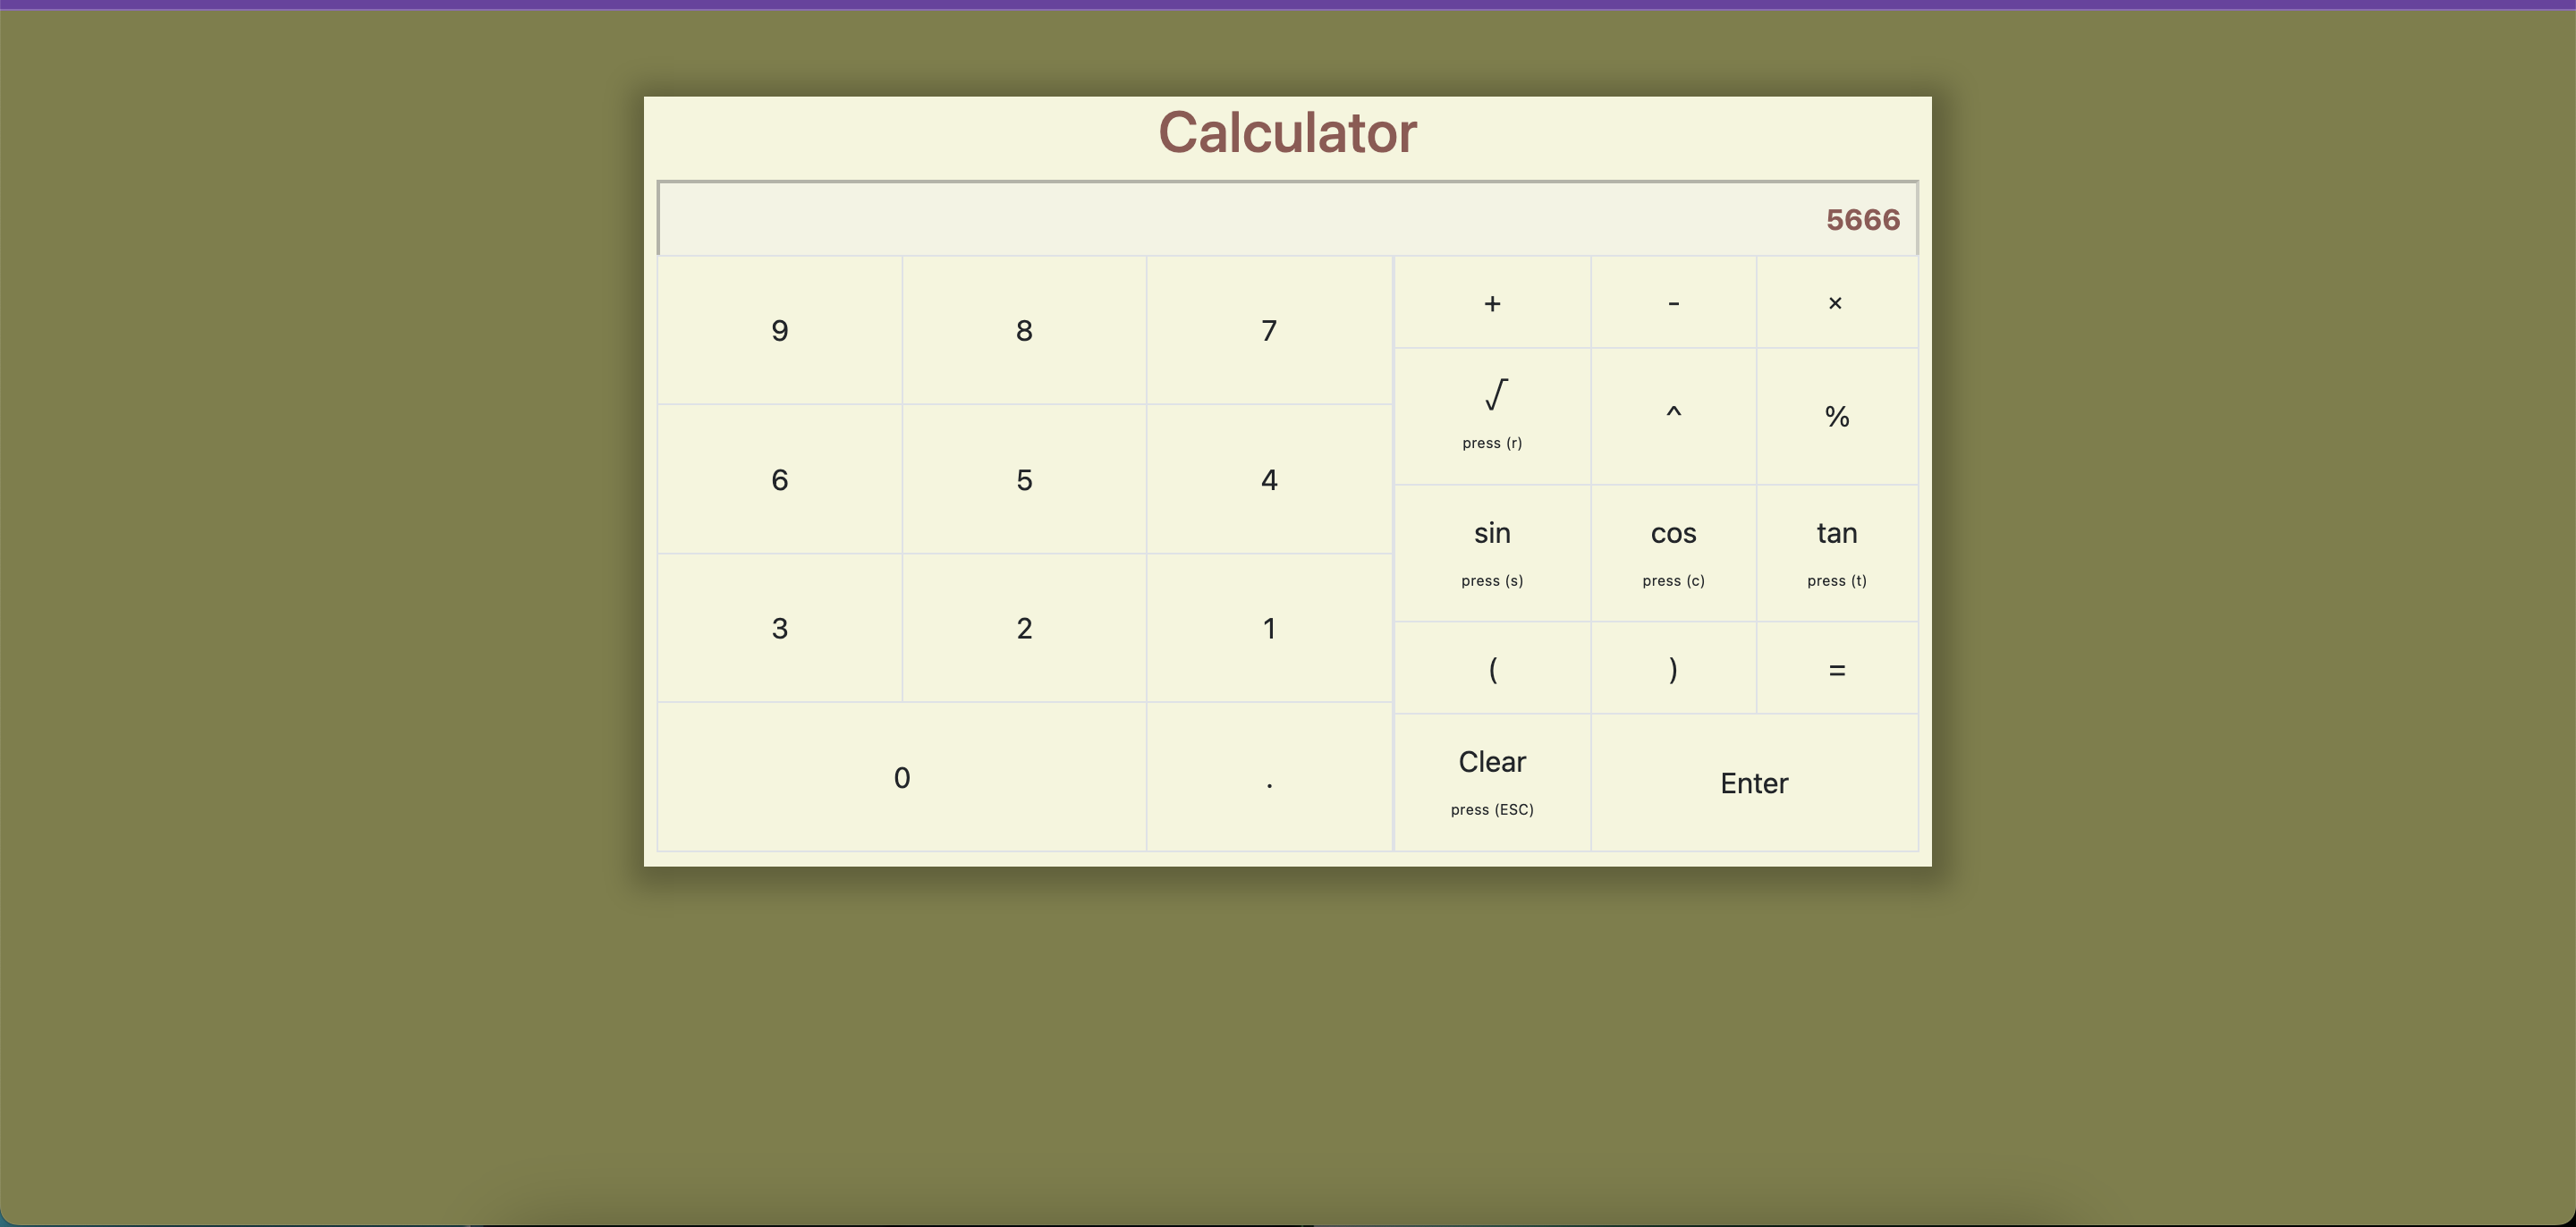 Calculator
5666
9 8 7
6 5 4
3 2 1
0 .
+ - ×
√ ^ %
press (r)
sin cos tan
press (s) press (c) press (t)
( ) =
Clear Enter
press (ESC)